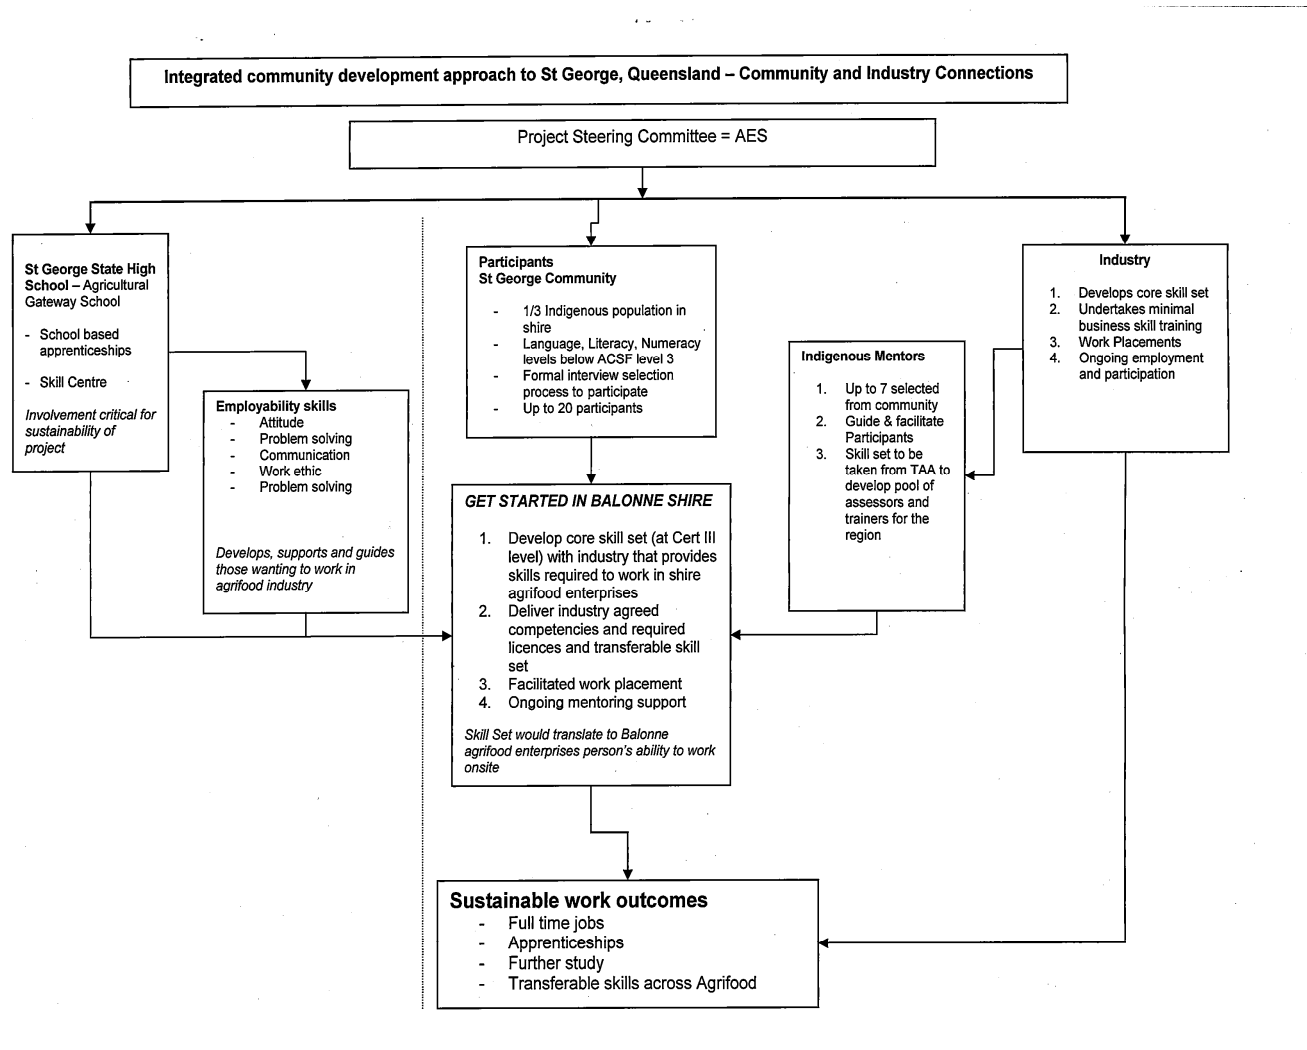 Integrated community development approach to St George, Queensland – Community and Industry Connections
Project Steering Committee = AES
St George State High
School – Agricultural
Gateway School
- School based
apprenticeships
- Skill Centre
Involvement critical for
sustainability of
project
Employability skills
- Attitude
- Problem solving
- Communication
- Work ethic
- Problem solving
Develops, supports and guides
those wanting to work in
agrifood industry
Participants
St George Community
- 1/3 Indigenous population in
shire
- Language, Literacy, Numeracy
levels below ACSF level 3
- Formal interview selection
process to participate
- Up to 20 participants
GET STARTED IN BALONNE SHIRE
1. Develop core skill set (at Cert III
level) with industry that provides
skills required to work in shire
agrifood enterprises
2. Deliver industry agreed
competencies and required
licences and transferable skill
set
3. Facilitated work placement
4. Ongoing mentoring support
Skill Set would translate to Balonne
agrifood enterprises person's ability to work
onsite
Indigenous Mentors
1. Up to 7 selected
from community
2. Guide & facilitate
Participants
3. Skill set to be
taken from TAA to
develop pool of
assessors and
trainers for the
region
Industry
1. Develops core skill set
2. Undertakes minimal
business skill training
3. Work Placements
4. Ongoing employment
and participation
Sustainable work outcomes
- Full time jobs
- Apprenticeships
- Further study
- Transferable skills across Agrifood